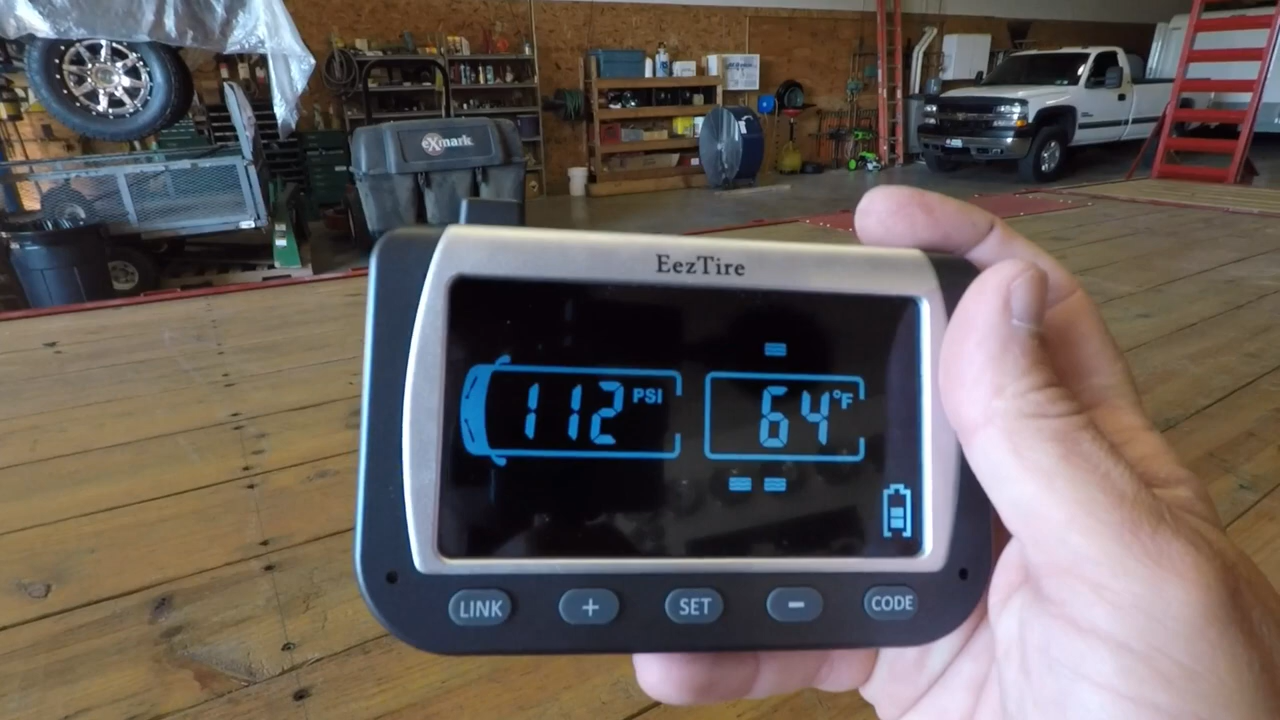 eXmark
EezTire
112 PSI
64 °F
LINK
+
SET
-
CODE